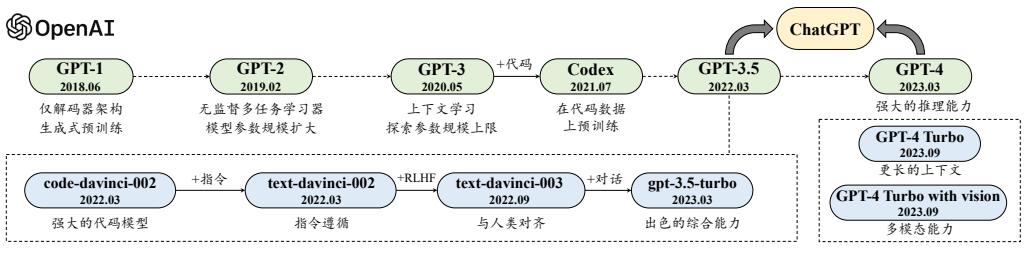 OpenAI
ChatGPT
GPT-1
2018.06
仅解码器架构
生成式预训练
GPT-2
2019.02
无监督多任务学习器
模型参数规模扩大
GPT-3
2020.05
上下文学习
探索参数规模上限
+代码
Codex
2021.07
在代码数据
上预训练
GPT-3.5
2022.03
GPT-4
2023.03
强大的推理能力
GPT-4 Turbo
2023.09
更长的上下文
GPT-4 Turbo with vision
2023.09
多模态能力
code-davinci-002
2022.03
强大的代码模型
+指令
text-davinci-002
2022.03
指令遵循
+RLHF
text-davinci-003
2022.09
与人类对齐
+对话
gpt-3.5-turbo
2023.03
出色的综合能力